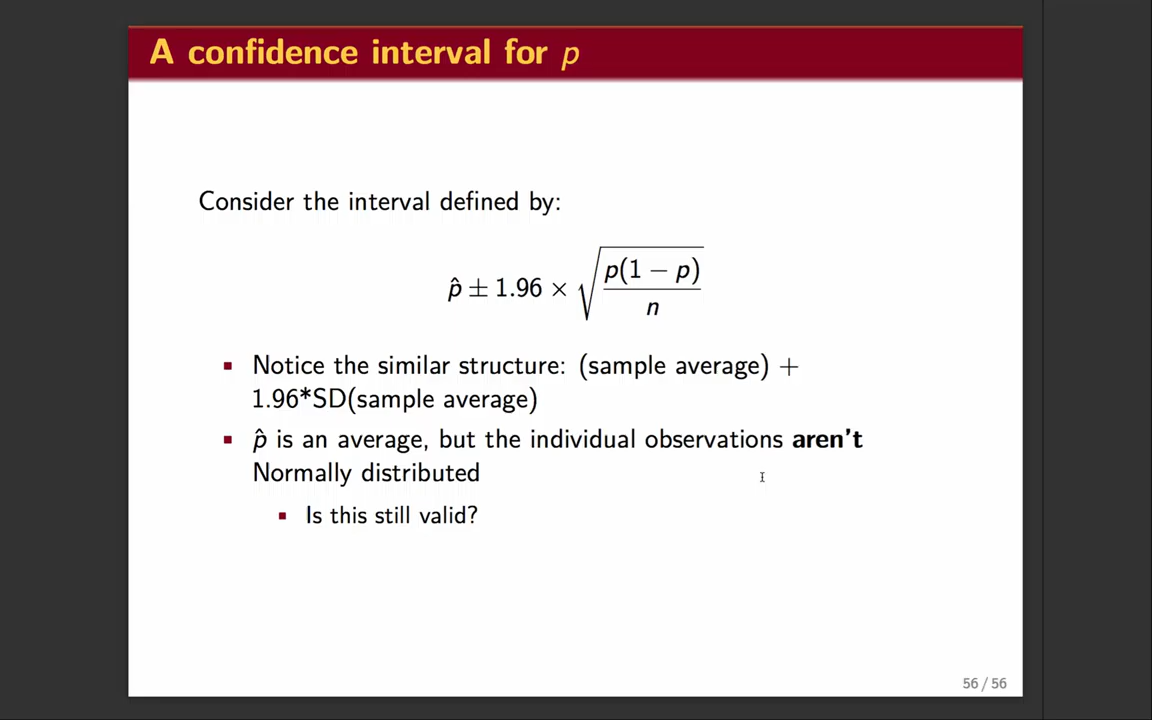 A confidence interval for p
Consider the interval defined by:
p̂ ± 1.96 × √(p(1 − p)/n)
▪ Notice the similar structure: (sample average) +
1.96*SD(sample average)
▪ p̂ is an average, but the individual observations aren't
Normally distributed
▪ Is this still valid?
56 / 56